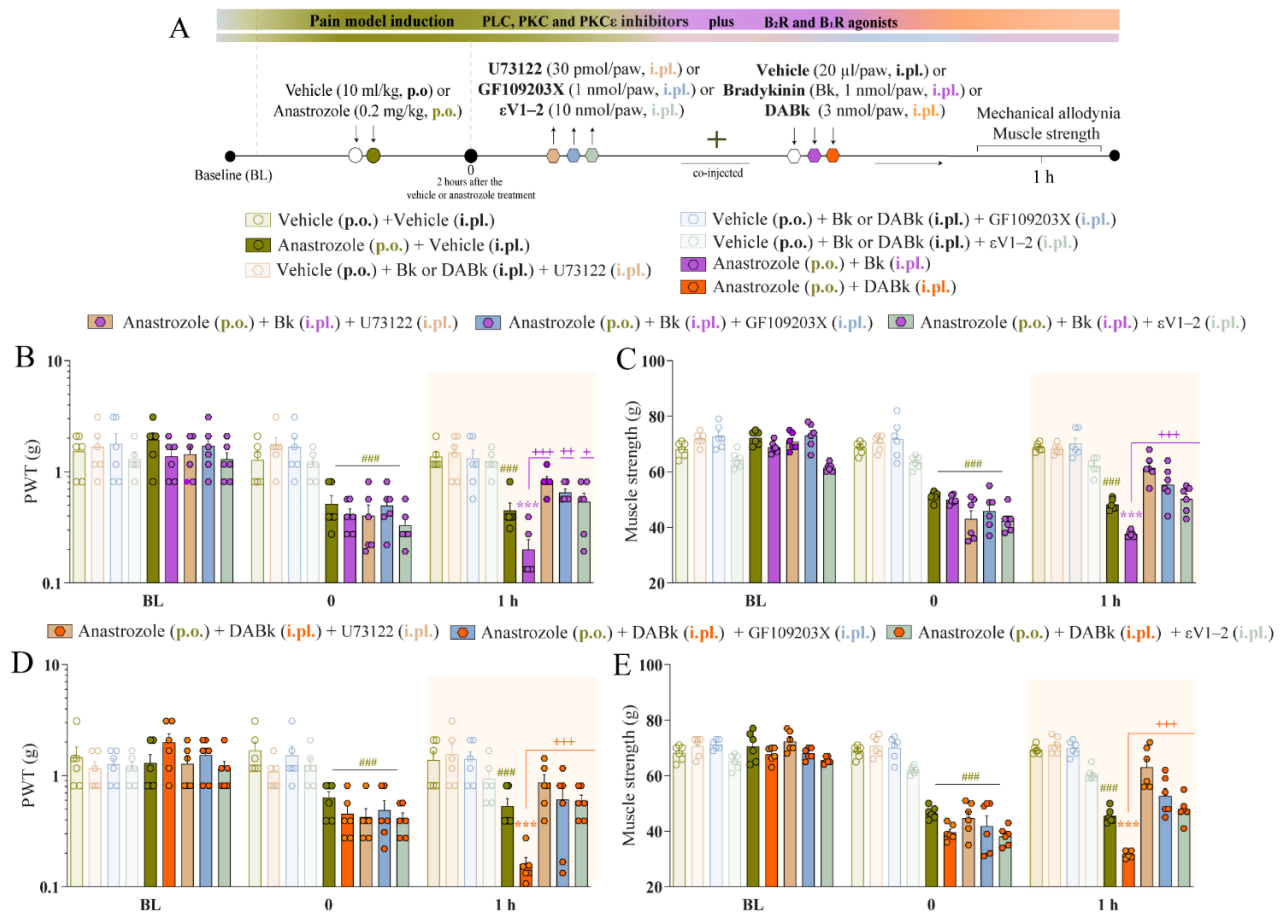 A
Pain model induction PLC, PKC and PKCε inhibitors plus B₂R and B₁R agonists
U73122 (30 pmol/paw, i.pl.) or
GF109203X (1 nmol/paw, i.pl.) or
εV1–2 (10 nmol/paw, i.pl.)
Vehicle (20 µl/paw, i.pl.) or
Bradykinin (Bk, 1 nmol/paw, i.pl.) or
DABk (3 nmol/paw, i.pl.)
Vehicle (10 ml/kg, p.o) or
Anastrozole (0.2 mg/kg, p.o.)
Mechanical allodynia
Muscle strength
+
Baseline (BL)
0
2 hours after the
vehicle or anastrozole treatment
co-injected
1 h
Vehicle (p.o.) +Vehicle (i.pl.)
Anastrozole (p.o.) + Vehicle (i.pl.)
Vehicle (p.o.) + Bk or DABk (i.pl.) + U73122 (i.pl.)
Vehicle (p.o.) + Bk or DABk (i.pl.) + GF109203X (i.pl.)
Vehicle (p.o.) + Bk or DABk (i.pl.) + εV1–2 (i.pl.)
Anastrozole (p.o.) + Bk (i.pl.)
Anastrozole (p.o.) + DABk (i.pl.)
Anastrozole (p.o.) + Bk (i.pl.) + U73122 (i.pl.)
Anastrozole (p.o.) + Bk (i.pl.) + GF109203X (i.pl.)
Anastrozole (p.o.) + Bk (i.pl.) + εV1–2 (i.pl.)
B
PWT (g)
10
1
0.1
###
###
***
+++
++
+
BL
0
1 h
C
Muscle strength (g)
100
80
60
40
20
###
###
***
+++
BL
0
1 h
Anastrozole (p.o.) + DABk (i.pl.) + U73122 (i.pl.)
Anastrozole (p.o.) + DABk (i.pl.) + GF109203X (i.pl.)
Anastrozole (p.o.) + DABk (i.pl.) + εV1–2 (i.pl.)
D
PWT (g)
10
1
0.1
###
###
***
+++
BL
0
1 h
E
Muscle strength (g)
100
80
60
40
20
###
###
***
+++
BL
0
1 h